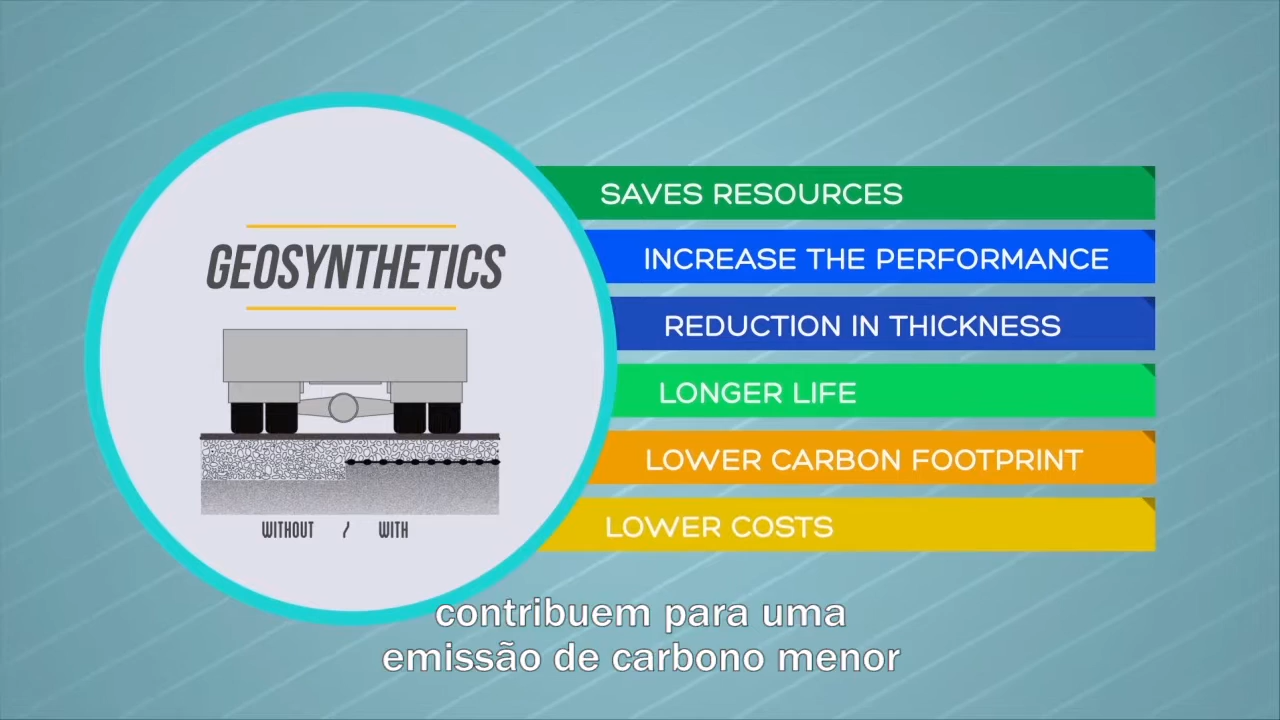 GEOSYNTHETICS
WITHOUT / WITH
SAVES RESOURCES
INCREASE THE PERFORMANCE
REDUCTION IN THICKNESS
LONGER LIFE
LOWER CARBON FOOTPRINT
LOWER COSTS
contribuem para uma
emissão de carbono menor